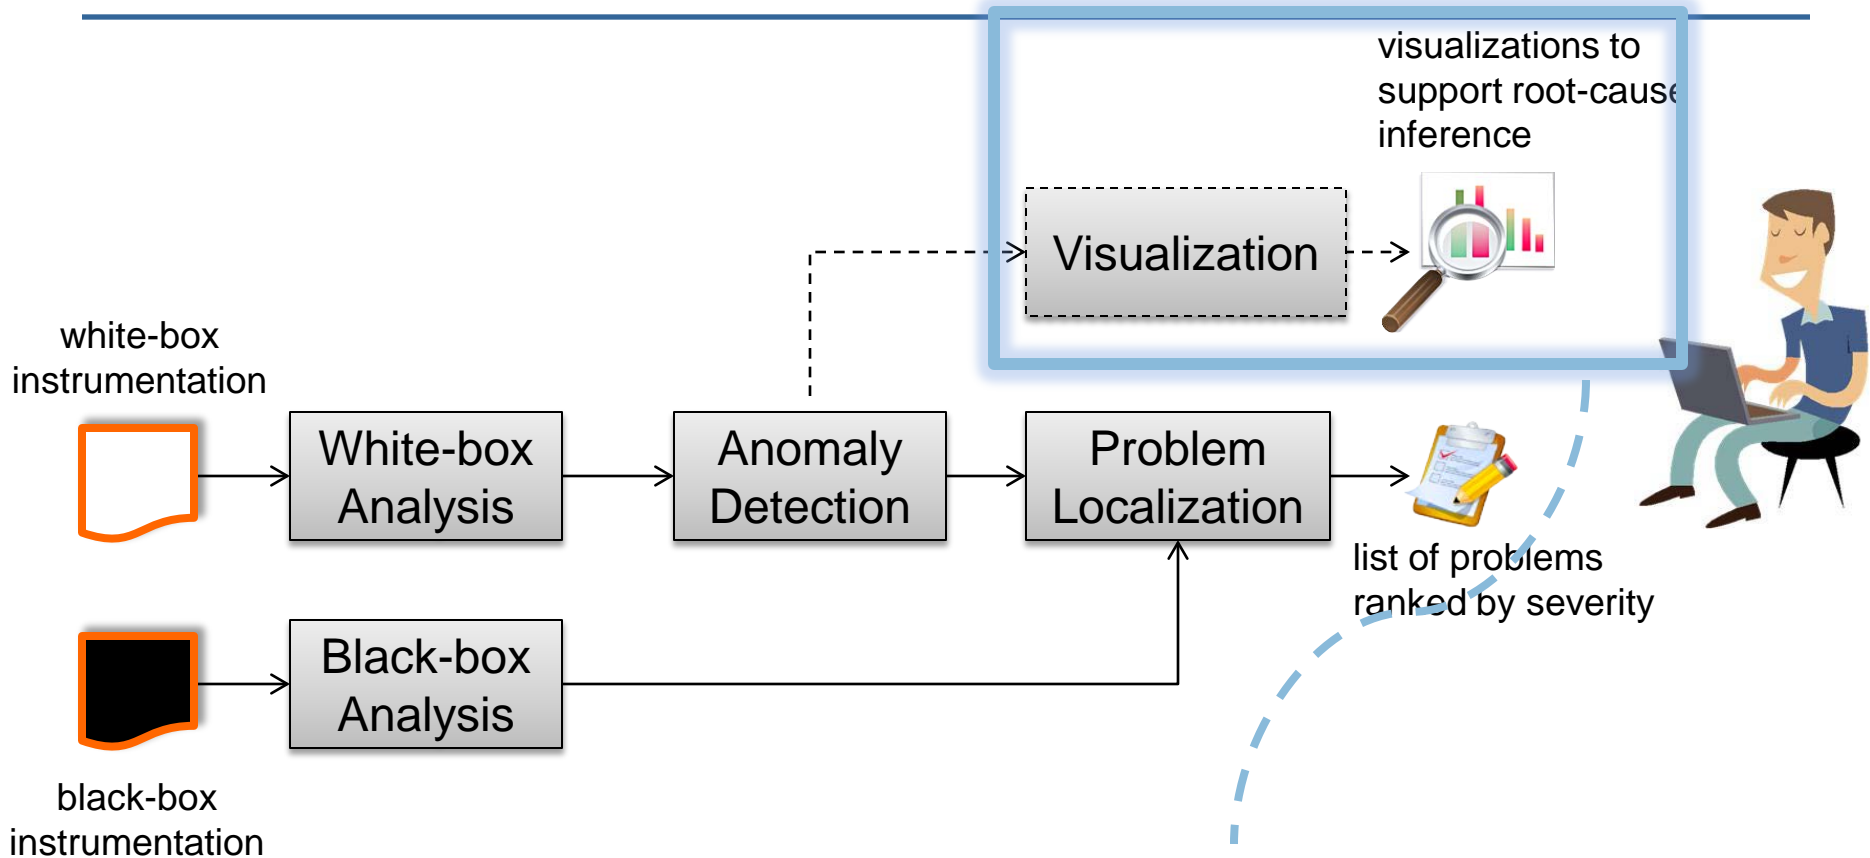 visualizations to
support root-cause
inference
Visualization
white-box
instrumentation
White-box
Analysis
Anomaly
Detection
Problem
Localization
list of problems
ranked by severity
Black-box
Analysis
black-box
instrumentation